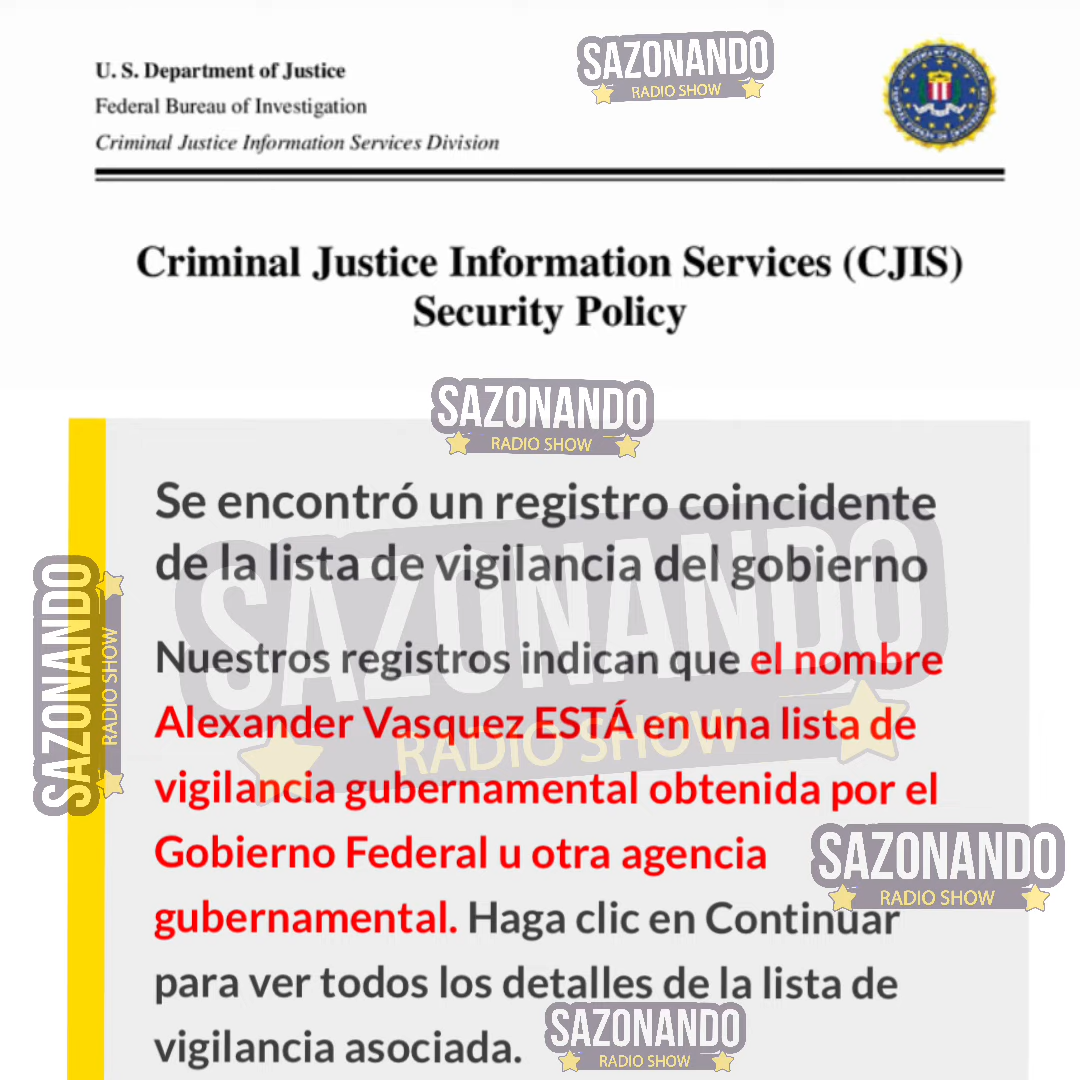 U. S. Department of Justice
Federal Bureau of Investigation
Criminal Justice Information Services Division
SAZONANDO
RADIO SHOW
Criminal Justice Information Services (CJIS)
Security Policy
SAZONANDO
RADIO SHOW
Se encontró un registro coincidente
de la lista de vigilancia del gobierno
SAZONANDO
RADIO SHOW
Nuestros registros indican que el nombre
Alexander Vasquez ESTÁ en una lista de
vigilancia gubernamental obtenida por el
Gobierno Federal u otra agencia
gubernamental. Haga clic en Continuar
para ver todos los detalles de la lista de
vigilancia asociada.
SAZONANDO
RADIO SHOW
SAZONANDO
RADIO SHOW
SAZONANDO
RADIO SHOW